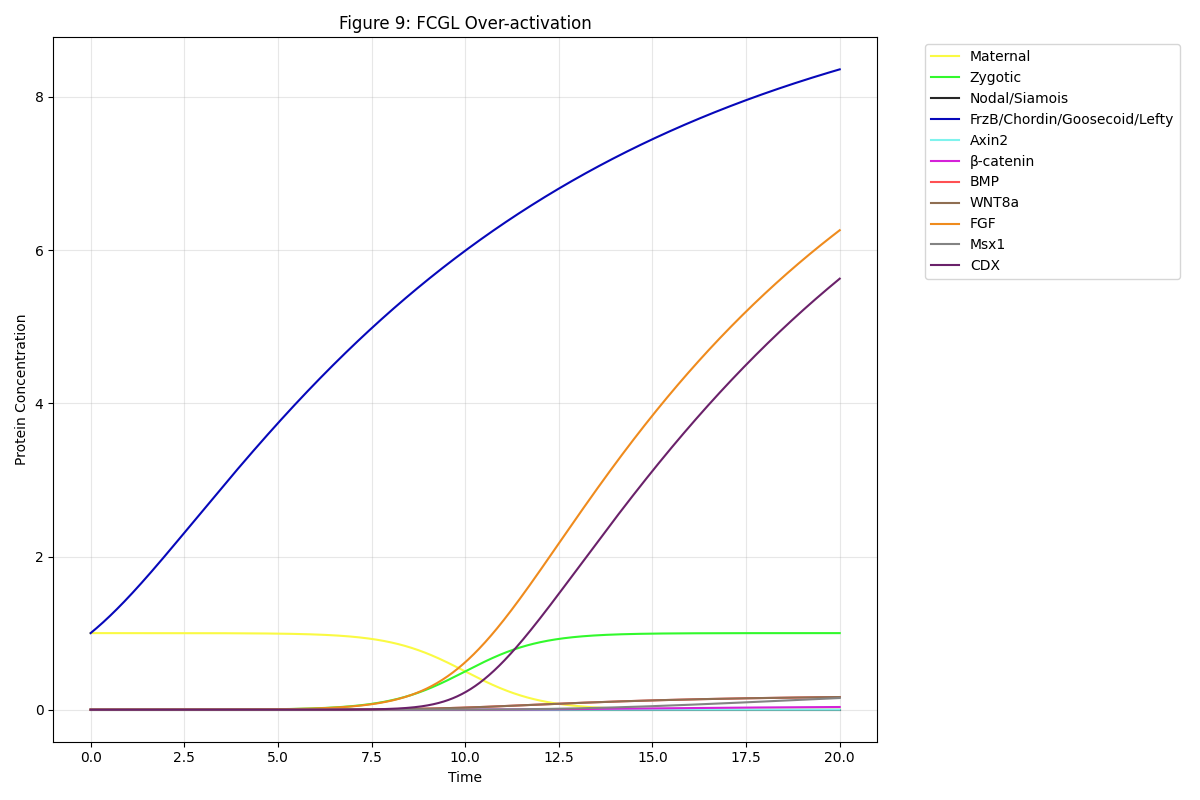 Figure 9: FCGL Over-activation
Maternal
Zygotic
Nodal/Siamois
FrzB/Chordin/Goosecoid/Lefty
Axin2
β-catenin
BMP
WNT8a
FGF
Msx1
CDX
Protein Concentration
8
6
4
2
0
0.0 2.5 5.0 7.5 10.0 12.5 15.0 17.5 20.0
Time